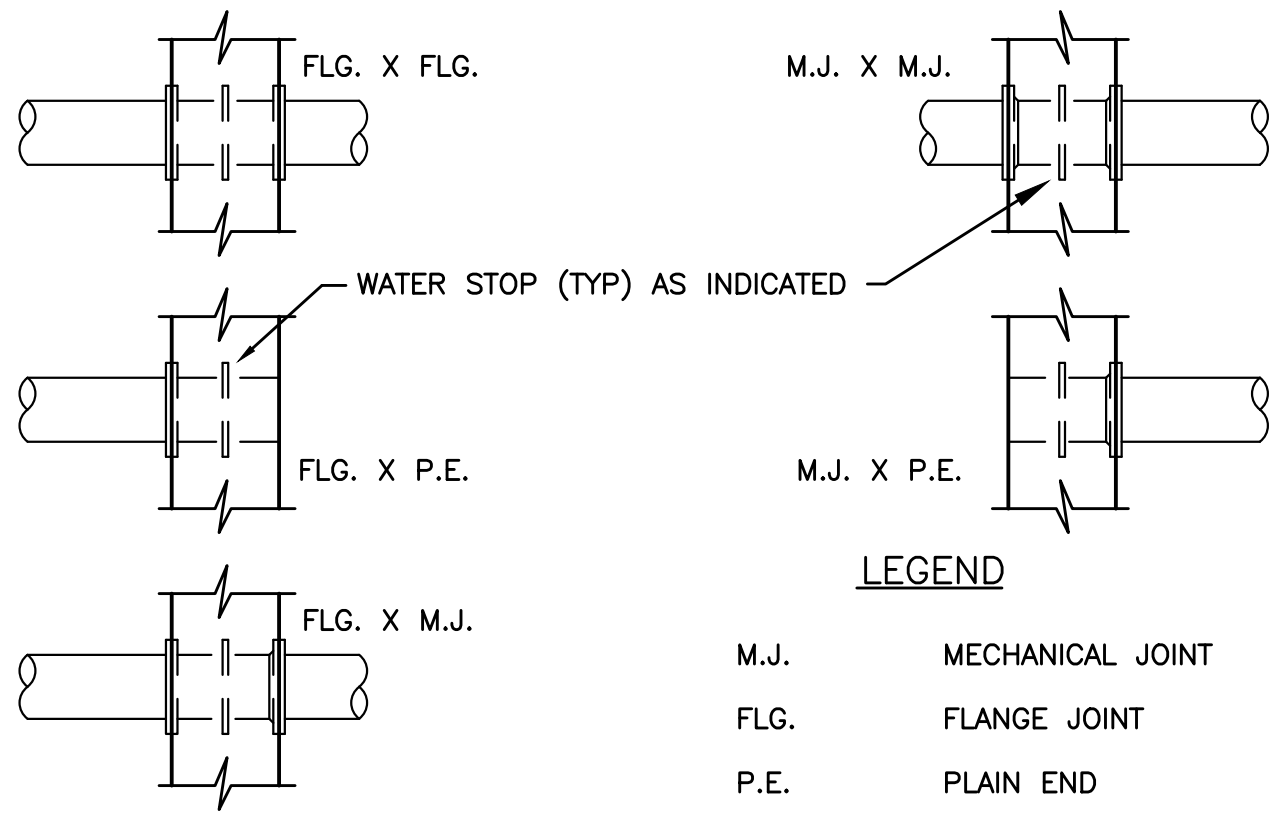 FLG. X FLG.
M.J. X M.J.
WATER STOP (TYP) AS INDICATED
FLG. X P.E.
M.J. X P.E.
FLG. X M.J.
LEGEND
M.J. MECHANICAL JOINT
FLG. FLANGE JOINT
P.E. PLAIN END